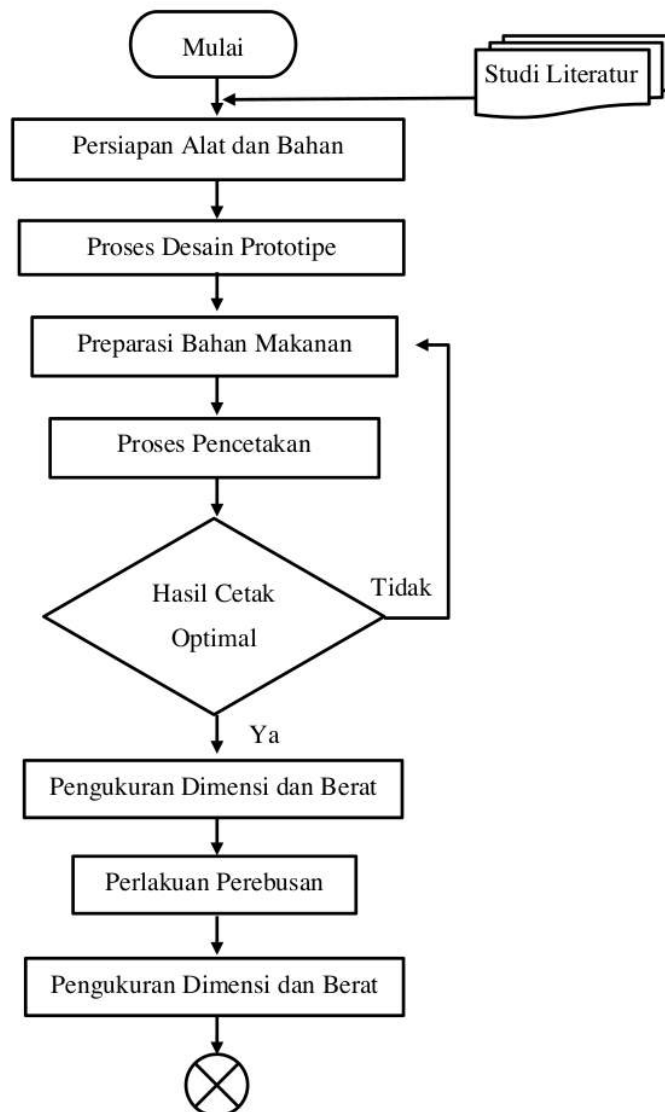 Mulai
Studi Literatur
Persiapan Alat dan Bahan
Proses Desain Prototipe
Preparasi Bahan Makanan
Proses Pencetakan
Hasil Cetak
Optimal
Tidak
Ya
Pengukuran Dimensi dan Berat
Perlakuan Perebusan
Pengukuran Dimensi dan Berat